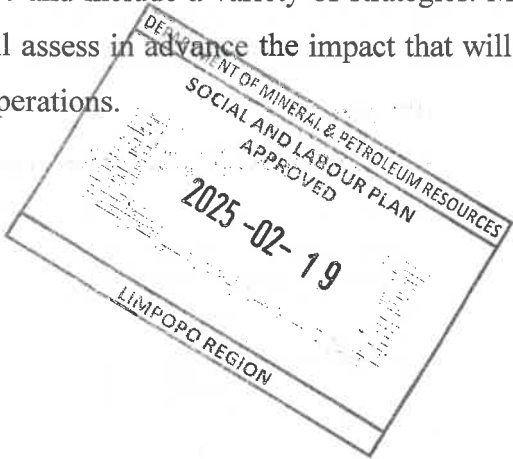 and include a variety of strategies.
assess in advance the impact that will
perations.
DEPARTMENT OF MINERAL & PETROLEUM RESOURCES
SOCIAL AND LABOUR PLAN
APPROVED
2025-02-19
LIMPOPO REGION